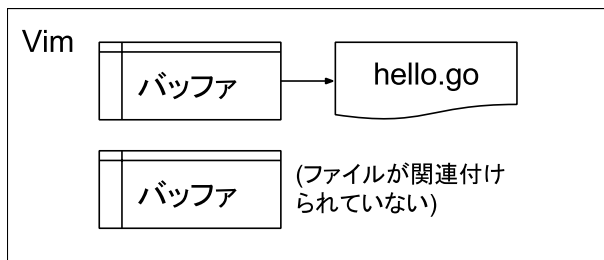 Vim
バッファ
hello.go
バッファ
(ファイルが関連付け
られていない)